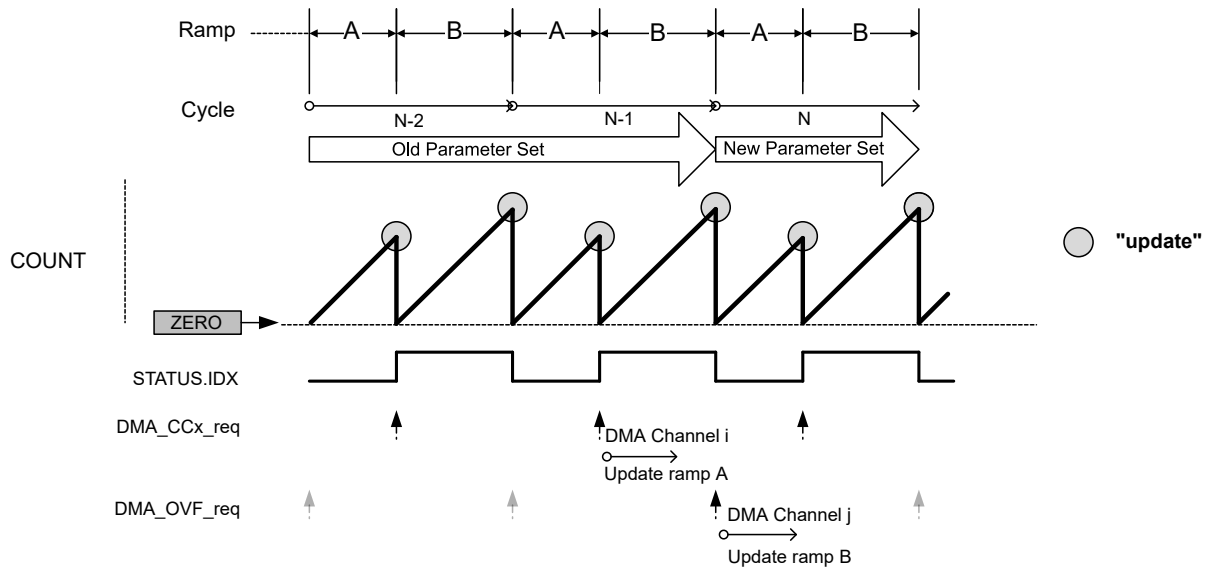 Ramp
A B A B A B
Cycle
N-2 N-1 N
Old Parameter Set New Parameter Set
COUNT
"update"
ZERO
STATUS.IDX
DMA_CCx_req
DMA Channel i
Update ramp A
DMA_OVF_req
DMA Channel j
Update ramp B